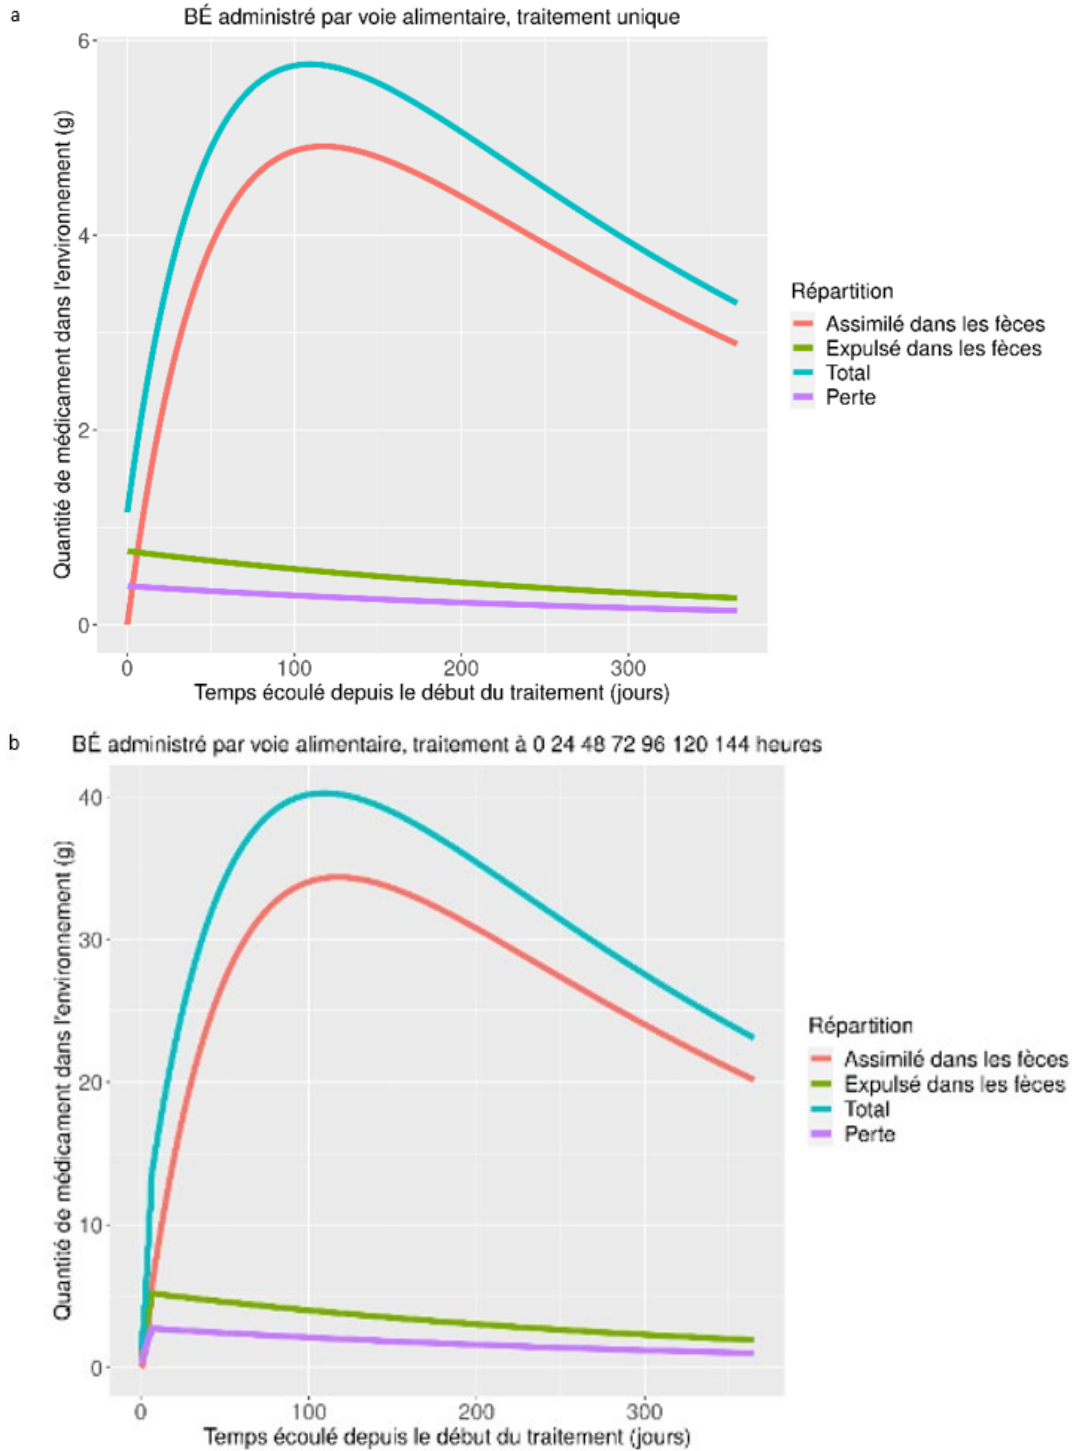 a
BÉ administré par voie alimentaire, traitement unique
Quantité de médicament dans l'environnement (g)
6
4
2
0
0 100 200 300
Temps écoulé depuis le début du traitement (jours)
Répartition
Assimilé dans les fèces
Expulsé dans les fèces
Total
Perte
b
BÉ administré par voie alimentaire, traitement à 0 24 48 72 96 120 144 heures
Quantité de médicament dans l'environnement (g)
40
30
20
10
0
0 100 200 300
Temps écoulé depuis le début du traitement (jours)
Répartition
Assimilé dans les fèces
Expulsé dans les fèces
Total
Perte